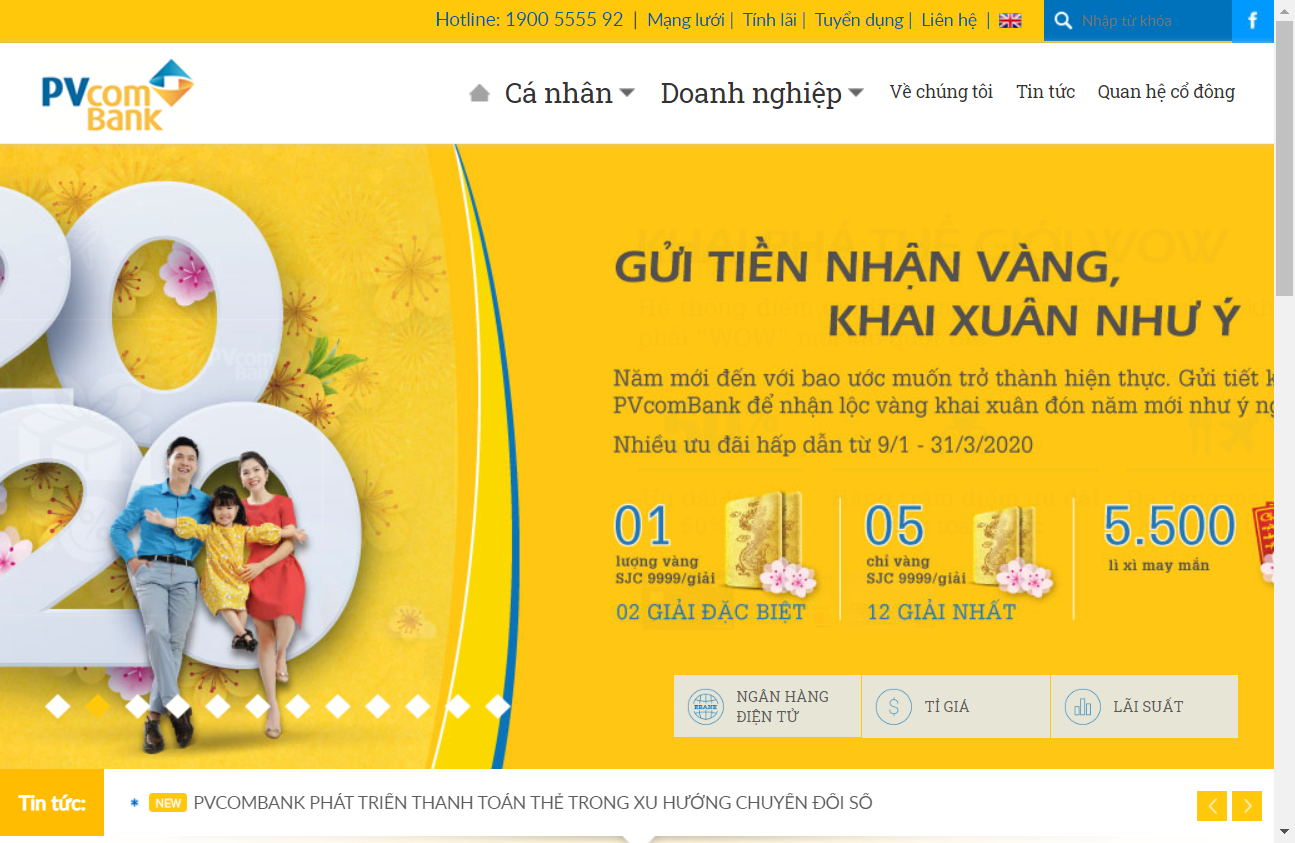 Hotline: 1900 5555 92 | Mạng lưới | Tính lãi | Tuyển dụng | Liên hệ | Nhập từ khóa f
PVcom
Bank
Cá nhân Doanh nghiệp Về chúng tôi Tin tức Quan hệ cổ đông
2020
GỬI TIỀN NHẬN VÀNG,
KHAI XUÂN NHƯ Ý
Năm mới đến với bao ước muốn trở thành hiện thực. Gửi tiết
PVcomBank để nhận lộc vàng khai xuân đón năm mới như ý
Nhiều ưu đãi hấp dẫn từ 9/1 - 31/3/2020
01 05 5.500
lượng vàng chỉ vàng lì xì may mắn
SJC 9999/giải SJC 9999/giải
02 GIẢI ĐẶC BIỆT 12 GIẢI NHẤT
EBANK NGÂN HÀNG
ĐIỆN TỬ
$ TỈ GIÁ
LÃI SUẤT
Tin tức: * NEW PVCOMBANK PHÁT TRIỂN THANH TOÁN THẺ TRONG XU HƯỚNG CHUYỂN ĐỔI SỐ